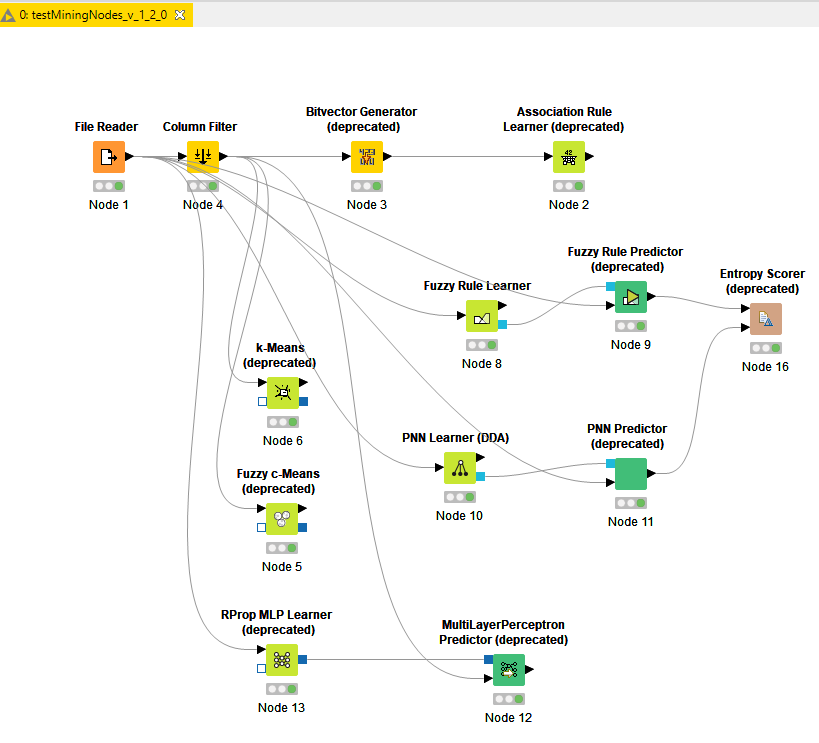 0: testMiningNodes_v_1_2_0
File Reader
Node 1
Column Filter
Node 4
Bitvector Generator
(deprecated)
Node 3
Association Rule
Learner (deprecated)
Node 2
Fuzzy Rule Learner
Node 8
Fuzzy Rule Predictor
(deprecated)
Node 9
Entropy Scorer
(deprecated)
Node 16
k-Means
(deprecated)
Node 6
PNN Learner (DDA)
Node 10
PNN Predictor
(deprecated)
Node 11
Fuzzy c-Means
(deprecated)
Node 5
RProp MLP Learner
(deprecated)
Node 13
MultiLayerPerceptron
Predictor (deprecated)
Node 12